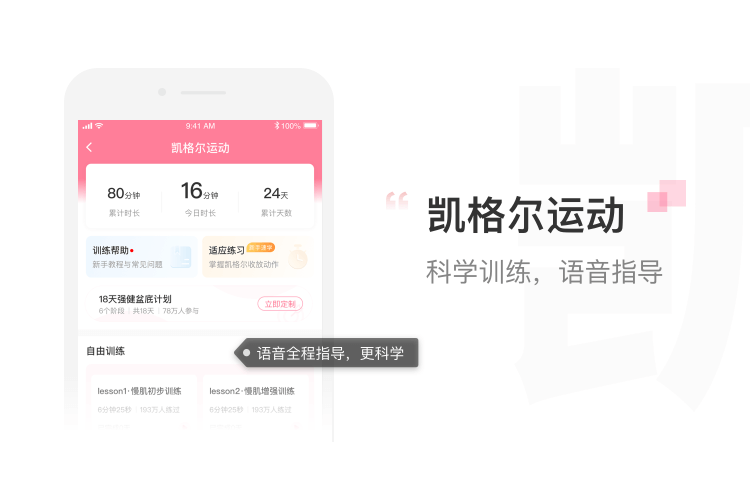 9:41 AM
100%
凯格尔运动
80分钟
16分钟
24天
累计时长
今日时长
累计天数
训练帮助
新手教程与常见问题
适应练习
掌握凯格尔收放动作
18天强健盆底计划
6个阶段 | 共18天 | 78万人参与
立即定制
自由训练
语音全程指导，更科学
lesson1·慢肌初步训练
6分钟25秒 | 193万人练过
lesson2·慢肌增强训练
6分钟25秒 | 193万人练过
凯格尔运动
科学训练，语音指导
凯